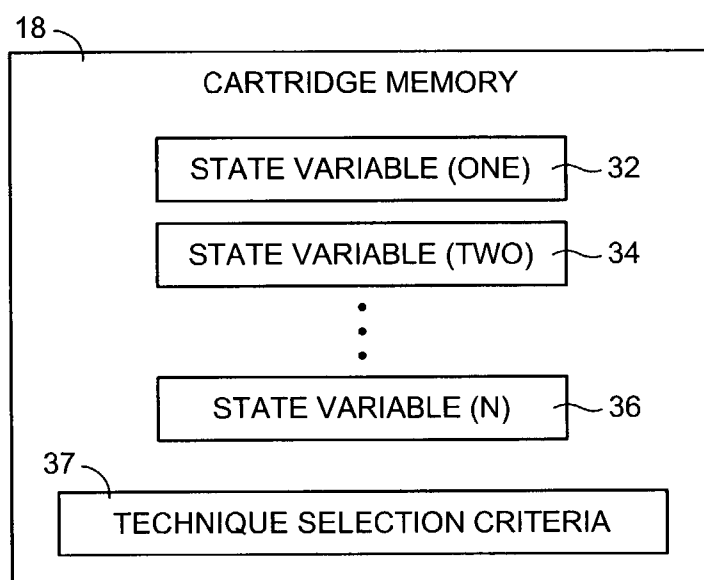 18
CARTRIDGE MEMORY
STATE VARIABLE (ONE) 32
STATE VARIABLE (TWO) 34
STATE VARIABLE (N) 36
37
TECHNIQUE SELECTION CRITERIA